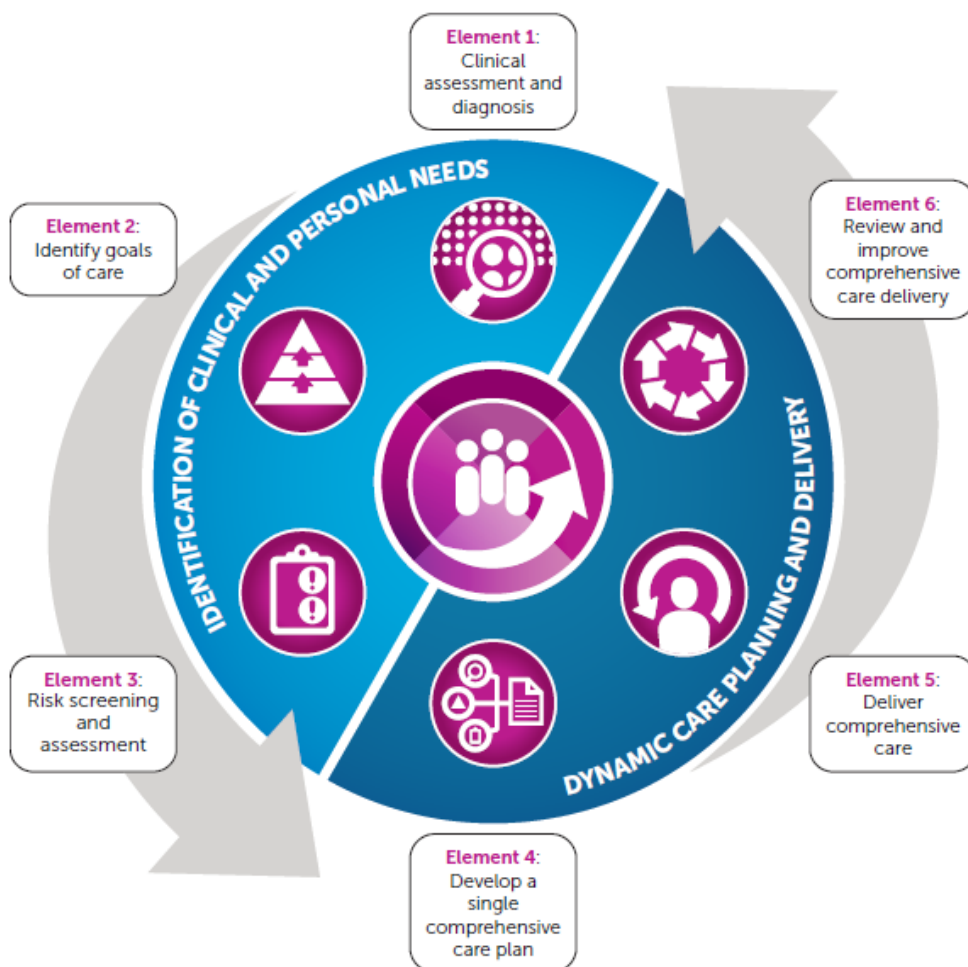 Element 1:
Clinical
assessment and
diagnosis
Element 2:
Identify goals
of care
Element 6:
Review and
improve
comprehensive
care delivery
IDENTIFICATION OF CLINICAL AND PERSONAL NEEDS
DYNAMIC CARE PLANNING AND DELIVERY
Element 3:
Risk screening
and
assessment
Element 5:
Deliver
comprehensive
care
Element 4:
Develop a
single
comprehensive
care plan